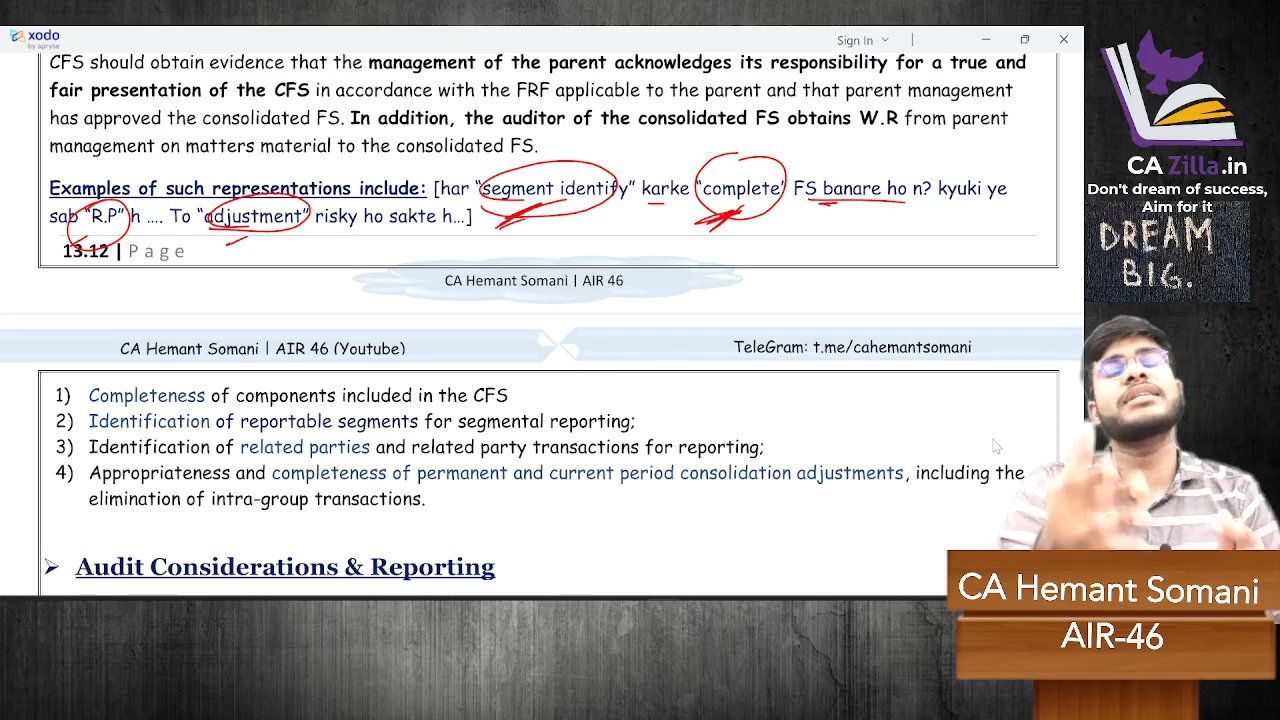 xodo
by apryse
Sign In
CFS should obtain evidence that the management of the parent acknowledges its responsibility for a true and
fair presentation of the CFS in accordance with the FRF applicable to the parent and that parent management
has approved the consolidated FS. In addition, the auditor of the consolidated FS obtains W.R from parent
management on matters material to the consolidated FS.
Examples of such representations include: [har "segment identify" karke "complete" FS banare ho n? kyuki ye
sab "R.P" h .... To "adjustment" risky ho sakte h...]
13.12 | Page
CA Hemant Somani | AIR 46
CA Hemant Somani | AIR 46 (Youtube)
TeleGram: t.me/cahemantsomani
1) Completeness of components included in the CFS
2) Identification of reportable segments for segmental reporting;
3) Identification of related parties and related party transactions for reporting;
4) Appropriateness and completeness of permanent and current period consolidation adjustments, including the
elimination of intra-group transactions.
➢ Audit Considerations & Reporting
CA Zilla.in
Don't dream of success,
Aim for it
DREAM
BIG.
CA Hemant Somani
AIR-46